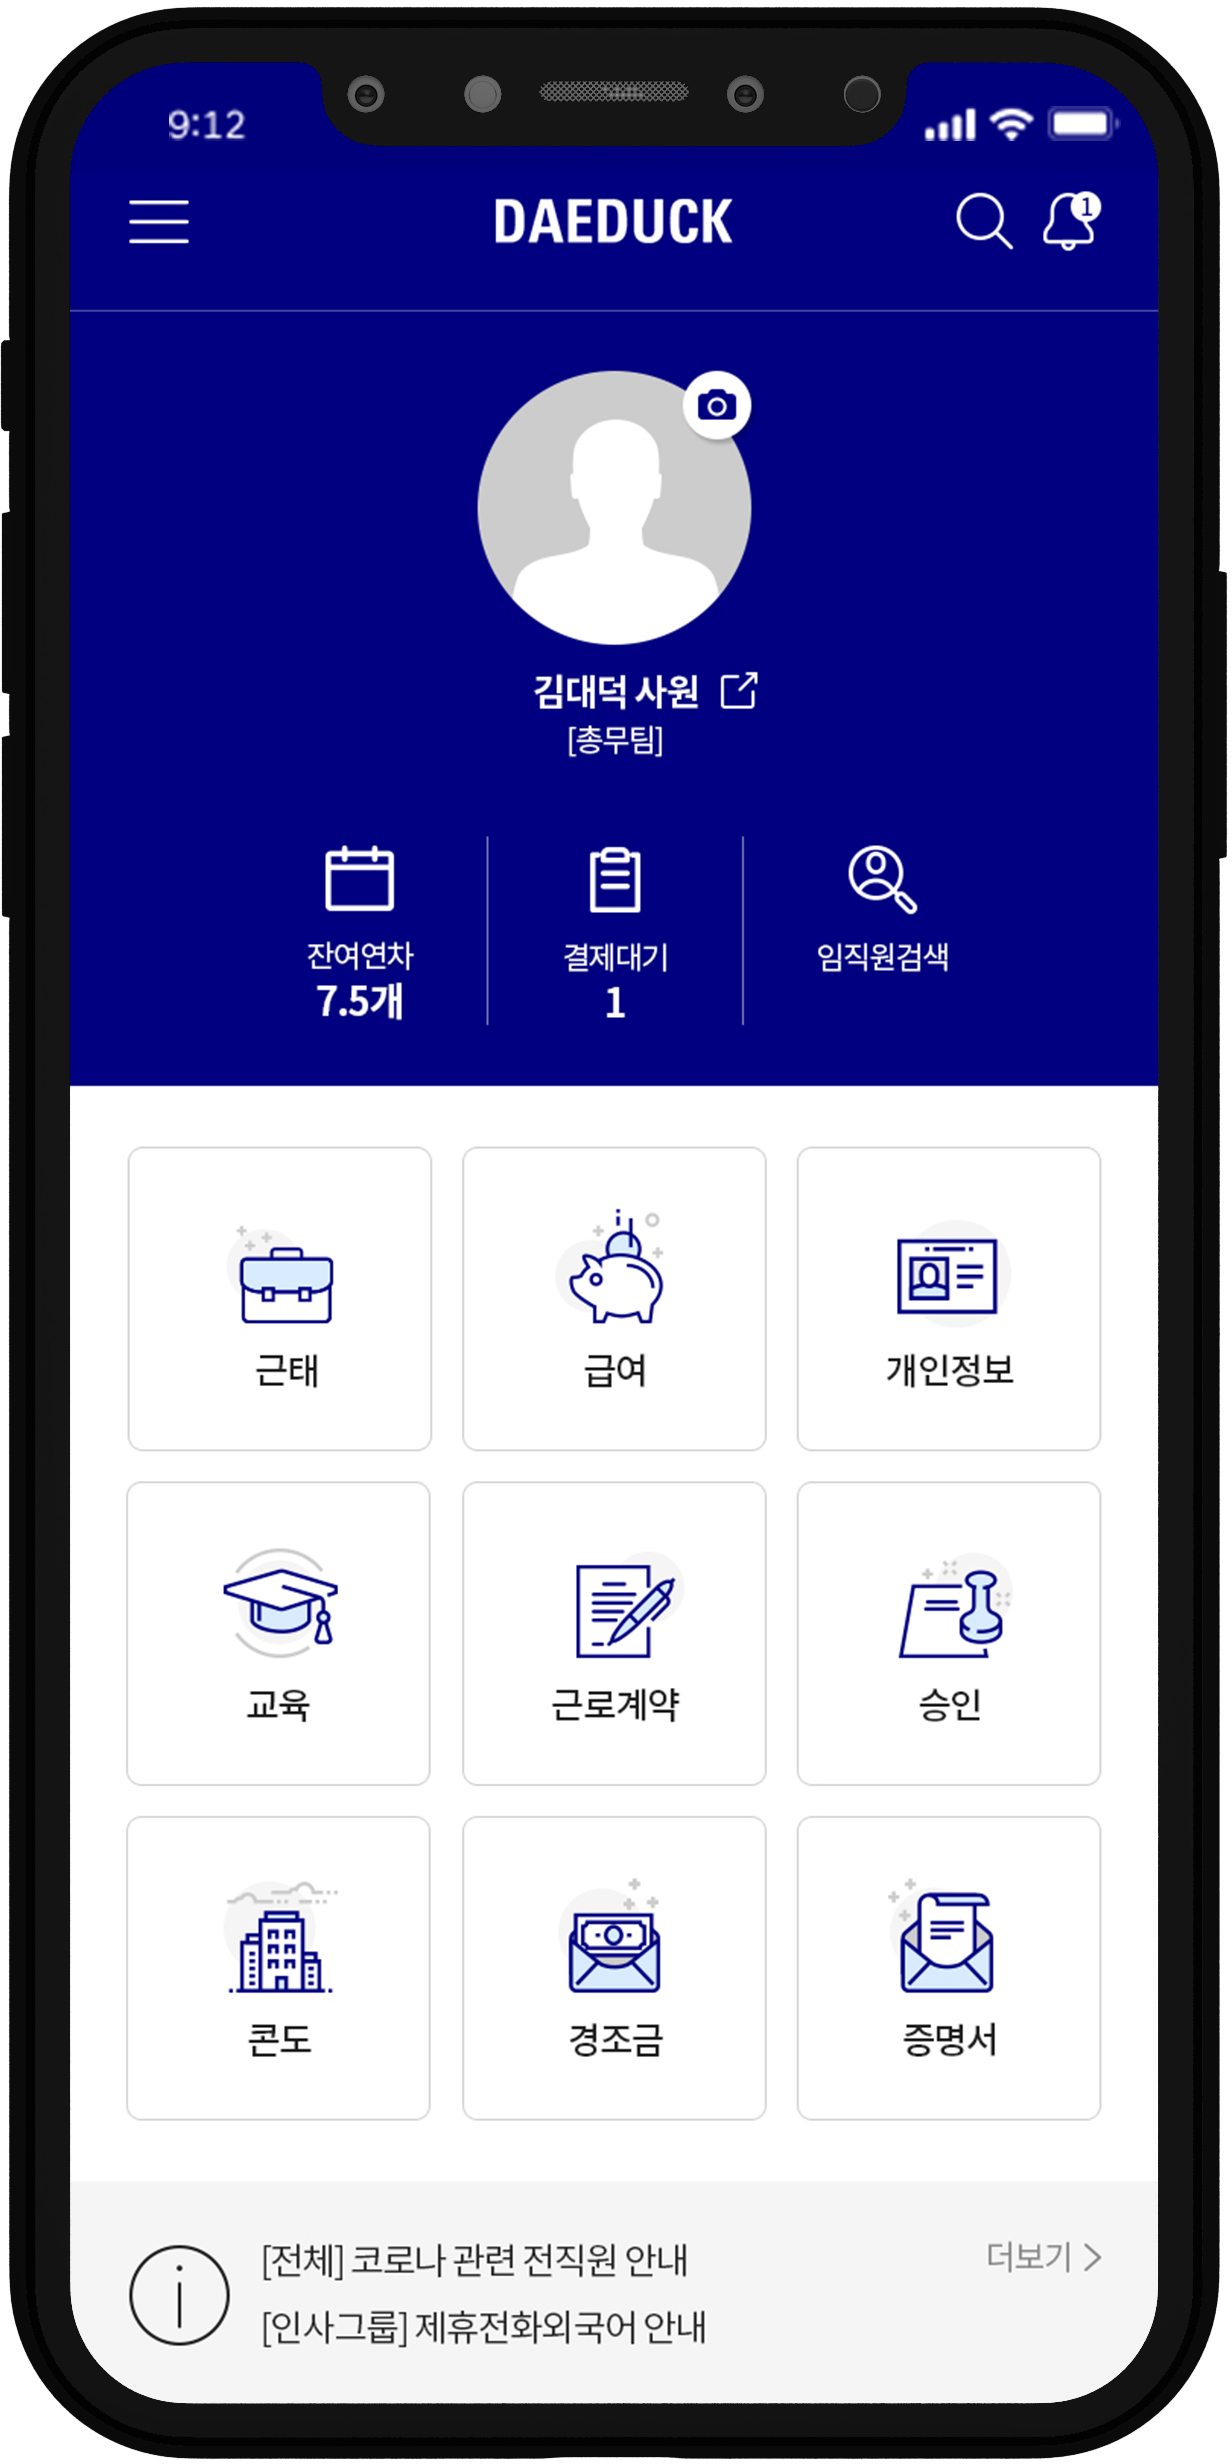 9:12
DAEDUCK
1
김대덕 사원
[총무팀]
잔여연차
7.5개
결제대기
1
임직원검색
근태
급여
개인정보
교육
근로계약
승인
콘도
경조금
증명서
[전체] 코로나 관련 전직원 안내
더보기
[인사그룹] 제휴전화외국어 안내